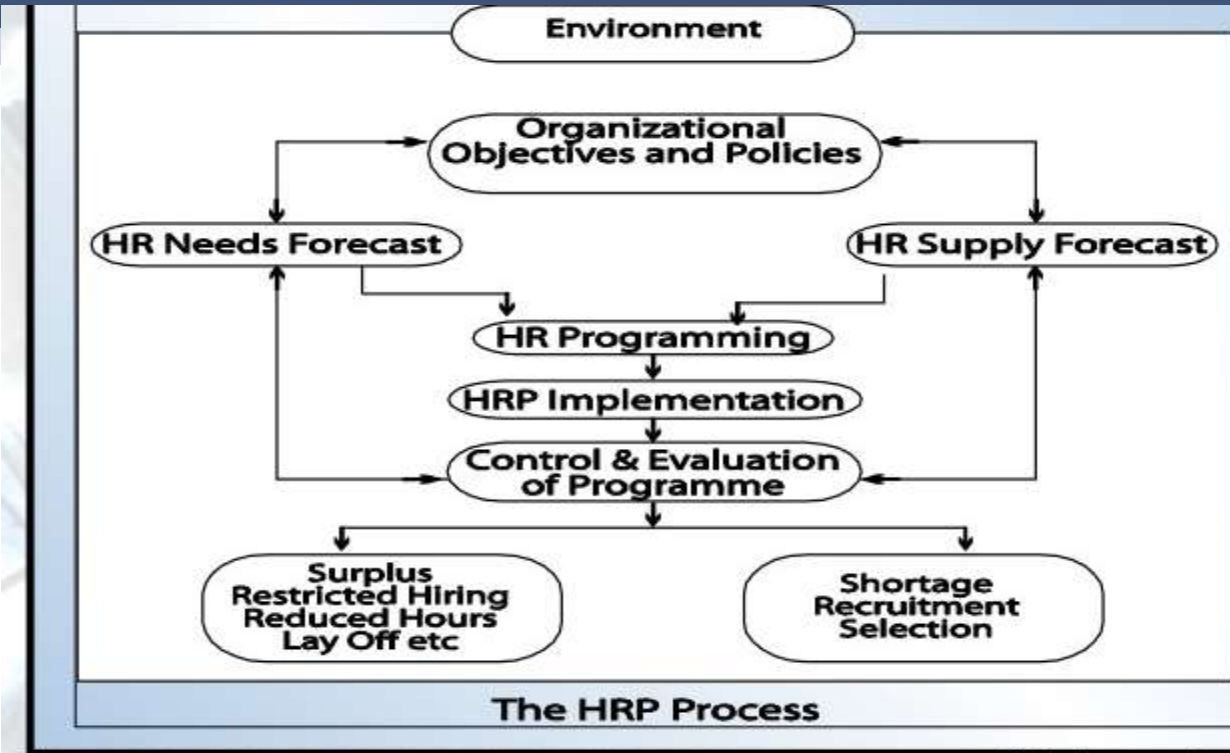 Environment
Organizational
Objectives and Policies
HR Needs Forecast
HR Supply Forecast
HR Programming
HRP Implementation
Control & Evaluation
of Programme
Surplus
Restricted Hiring
Reduced Hours
Lay Off etc
Shortage
Recruitment
Selection
The HRP Process